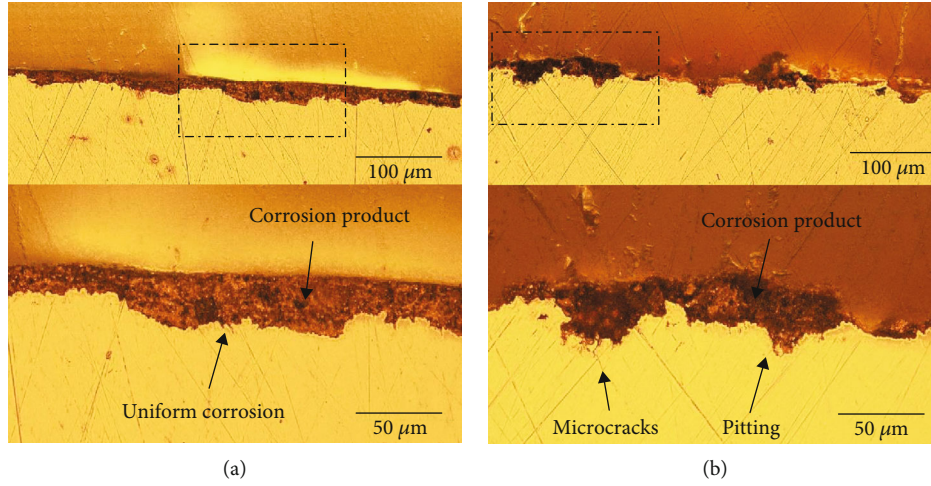 100 μm
100 μm
Corrosion product
Uniform corrosion
50 μm
Corrosion product
Microcracks
Pitting
50 μm
(a)
(b)